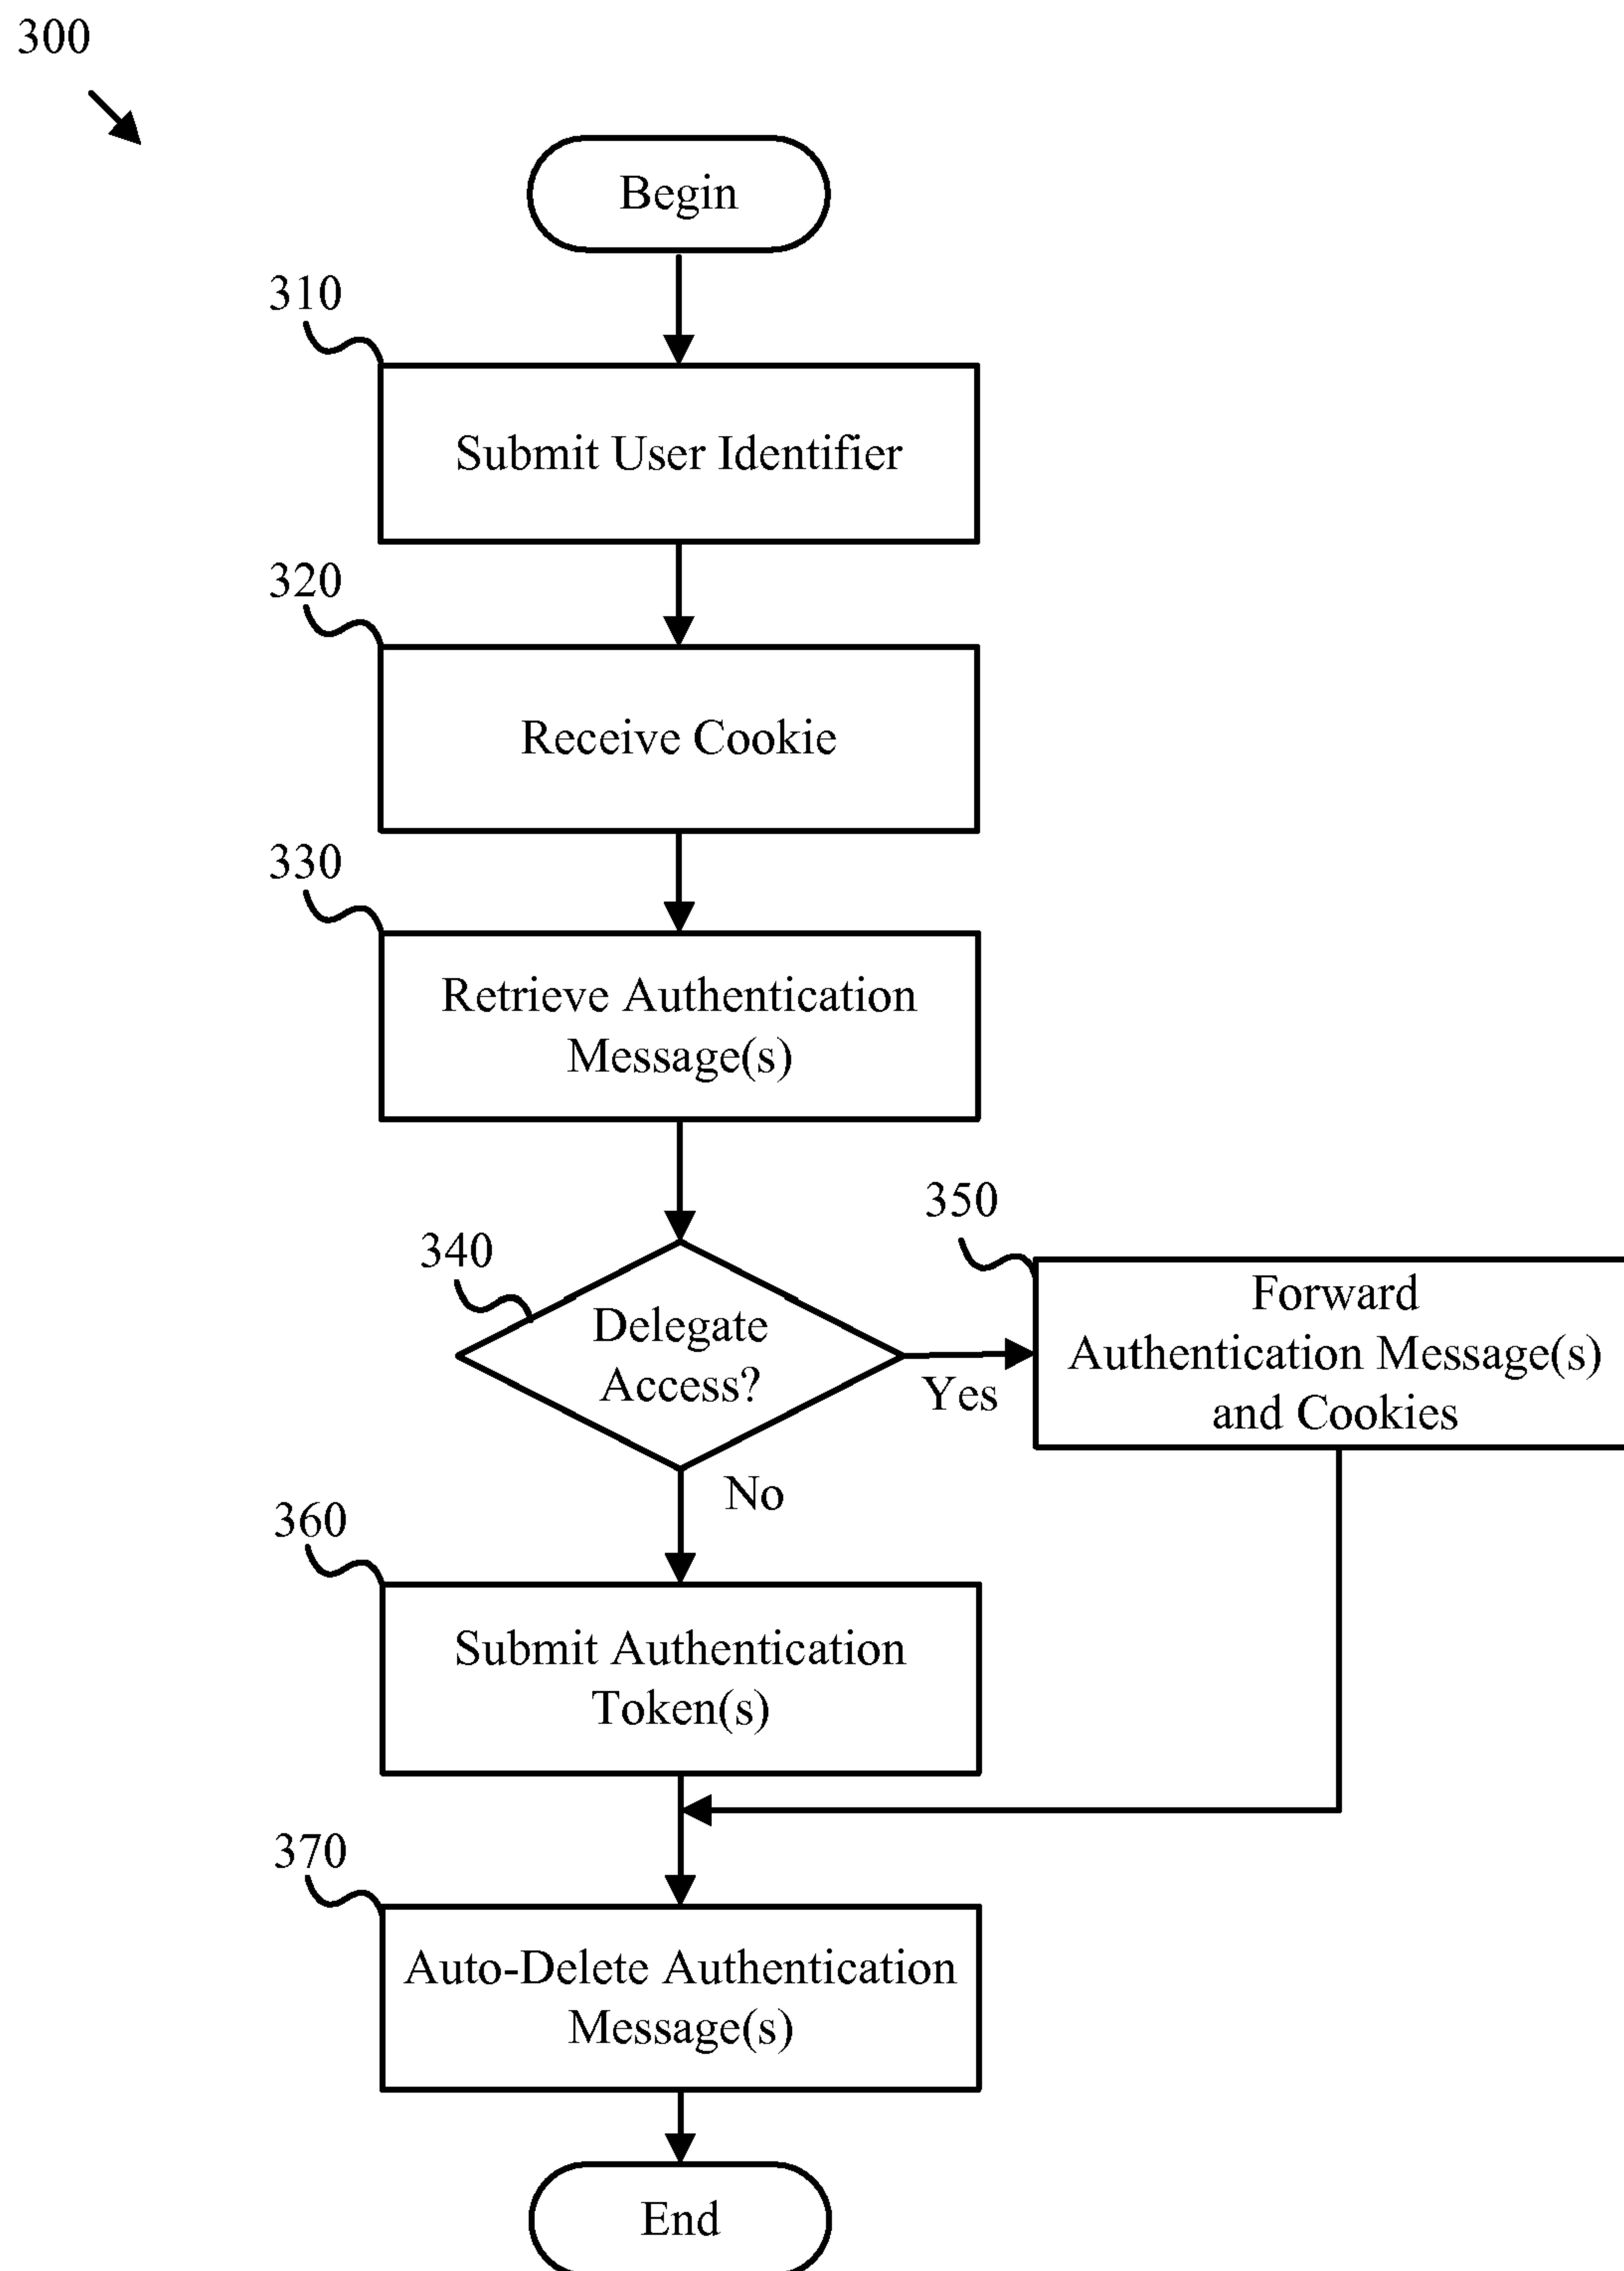 300
Begin
310
Submit User Identifier
320
Receive Cookie
330
Retrieve Authentication
Message(s)
340
Delegate
Access?
Yes
350
Forward
Authentication Message(s)
and Cookies
No
360
Submit Authentication
Token(s)
370
Auto-Delete Authentication
Message(s)
End